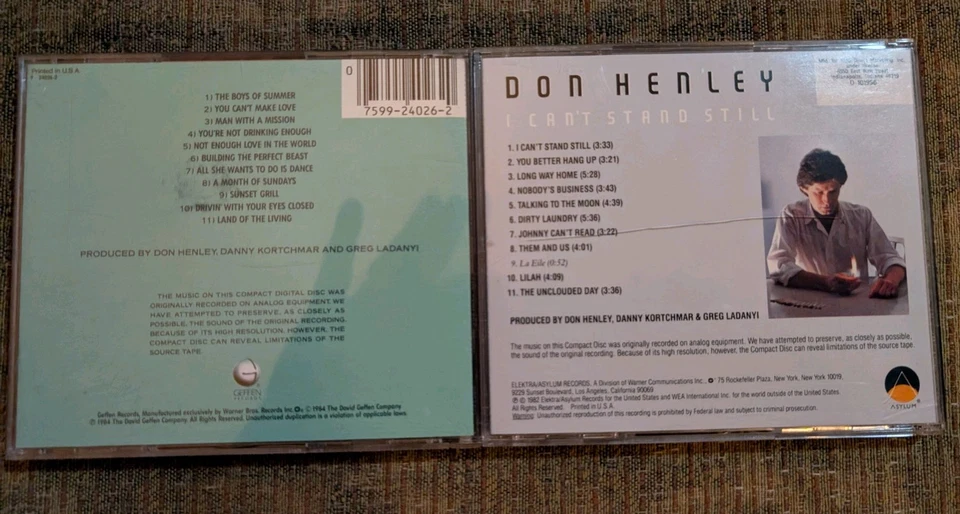 Printed in U.S.A.
0
7599-24026-2
1) THE BOYS OF SUMMER
2) YOU CAN'T MAKE LOVE
3) MAN WITH A MISSION
4) YOU'RE NOT DRINKING ENOUGH
5) NOT ENOUGH LOVE IN THE WORLD
6) BUILDING THE PERFECT BEAST
7) ALL SHE WANTS TO DO IS DANCE
8) A MONTH OF SUNDAYS
9) SUNSET GRILL
10) DRIVIN' WITH YOUR EYES CLOSED
11) LAND OF THE LIVING
PRODUCED BY DON HENLEY, DANNY KORTCHMAR AND GREG LADANYI
THE MUSIC ON THIS COMPACT DIGITAL DISC WAS
ORIGINALLY RECORDED ON ANALOG EQUIPMENT. WE
HAVE ATTEMPTED TO PRESERVE, AS CLOSELY AS
POSSIBLE, THE SOUND OF THE ORIGINAL RECORDING.
BECAUSE OF ITS HIGH RESOLUTION, HOWEVER, THE
COMPACT DISC CAN REVEAL LIMITATIONS OF THE
SOURCE TAPE.
GEFFEN
RECORDS
Geffen Records, Manufactured exclusively by Warner Bros. Records Inc. © 1984 The David Geffen Company
℗ 1984 The David Geffen Company. All Rights Reserved. Unauthorized duplication is a violation of applicable laws.
DON HENLEY
I CAN'T STAND STILL
1. I CAN'T STAND STILL (3:33)
2. YOU BETTER HANG UP (3:21)
3. LONG WAY HOME (5:28)
4. NOBODY'S BUSINESS (3:43)
5. TALKING TO THE MOON (4:39)
6. DIRTY LAUNDRY (5:36)
7. JOHNNY CAN'T READ (3:22)
8. THEM AND US (4:01)
9. La Eile (0:52)
10. LILAH (4:09)
11. THE UNCLOUDED DAY (3:36)
PRODUCED BY DON HENLEY, DANNY KORTCHMAR & GREG LADANYI
The music on this Compact Disc was originally recorded on analog equipment. We have attempted to preserve, as closely as possible,
the sound of the original recording. Because of its high resolution, however, the Compact Disc can reveal limitations of the source tape.
ELEKTRA/ASYLUM RECORDS, A Division of Warner Communications Inc., 75 Rockefeller Plaza, New York, New York 10019.
9229 Sunset Boulevard, Los Angeles, California 90069
℗ © 1982 Elektra/Asylum Records for the United States and WEA International Inc. for the world outside of the United States.
All Rights Reserved. Printed in U.S.A.
Warning: Unauthorized reproduction of this recording is prohibited by Federal law and subject to criminal prosecution.
ASYLUM